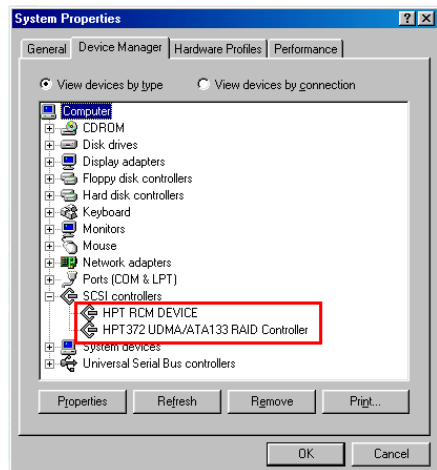 System Properties
General Device Manager Hardware Profiles Performance
View devices by type View devices by connection
Computer
CDROM
Disk drives
Display adapters
Floppy disk controllers
Hard disk controllers
Keyboard
Monitors
Mouse
Network adapters
Ports (COM & LPT)
SCSI controllers
HPT RCM DEVICE
HPT372 UDMA/ATA133 RAID Controller
System devices
Universal Serial Bus controllers
Properties Refresh Remove Print...
OK Cancel